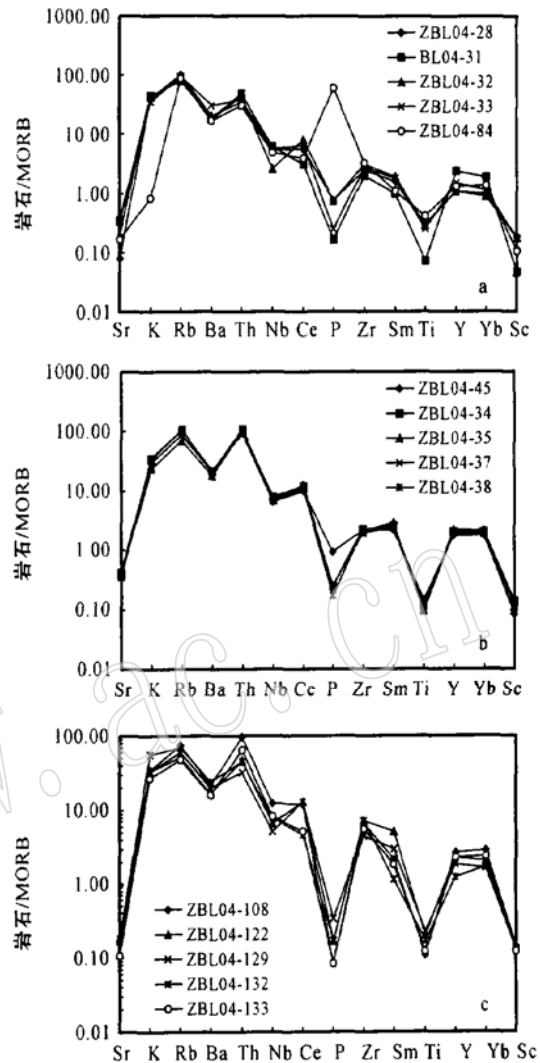 1000.00
100.00
10.00
1.00
0.10
0.01
岩石/MORB
ZBL04-28
BL04-31
ZBL04-32
ZBL04-33
ZBL04-84
a
Sr K Rb Ba Th Nb Ce P Zr Sm Ti Y Yb Sc
1000.00
100.00
10.00
1.00
0.10
0.01
岩石/MORB
ZBL04-45
ZBL04-34
ZBL04-35
ZBL04-37
ZBL04-38
b
Sr K Rb Ba Th Nb Ce P Zr Sm Ti Y Yb Sc
100.00
10.00
1.00
0.10
0.01
岩石/MORB
ZBL04-108
ZBL04-122
ZBL04-129
ZBL04-132
ZBL04-133
c
Sr K Rb Ba Th Nb Ce P Zr Sm Ti Y Yb Sc
.ac.cn